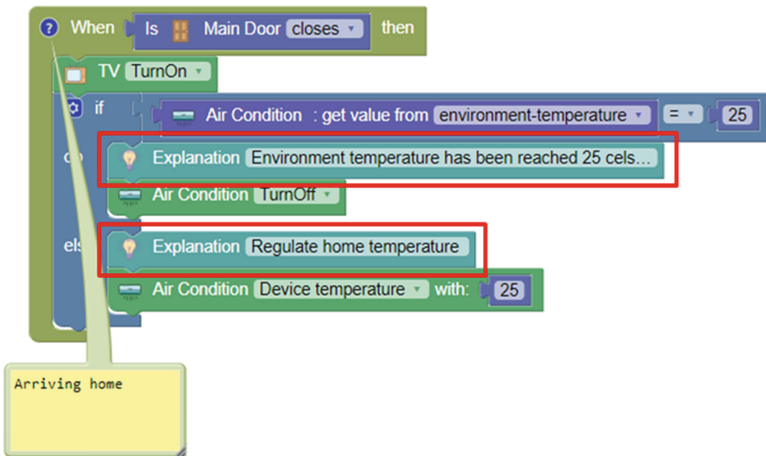 ? When Is Main Door closes then
TV TurnOn
if Air Condition : get value from environment-temperature = 25
do Explanation Environment temperature has been reached 25 cels...
Air Condition TurnOff
else Explanation Regulate home temperature
Air Condition Device temperature with: 25
Arriving home